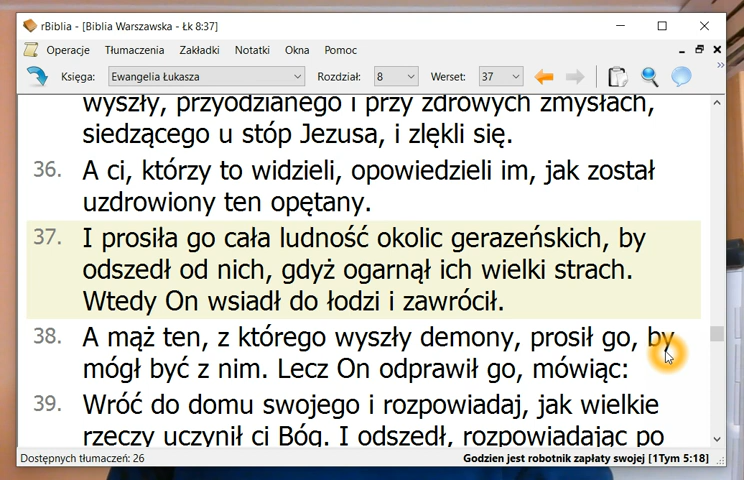 rBiblia - [Biblia Warszawska - Łk 8:37]
Operacje Tłumaczenia Zakładki Notatki Okna Pomoc
Księga: Ewangelia Łukasza Rozdział: 8 Werset: 37
wyszły, przyodzianego i przy zdrowych zmysłach,
siedzącego u stóp Jezusa, i zlękli się.
36. A ci, którzy to widzieli, opowiedzieli im, jak został
uzdrowiony ten opętany.
37. I prosiła go cała ludność okolic gerazeńskich, by
odszedł od nich, gdyż ogarnął ich wielki strach.
Wtedy On wsiadł do łodzi i zawrócił.
38. A mąż ten, z którego wyszły demony, prosił go, by
mógł być z nim. Lecz On odprawił go, mówiąc:
39. Wróć do domu swojego i rozpowiadaj, jak wielkie
rzeczy uczynił ci Bóg. I odszedł, rozpowiadając po
Dostępnych tłumaczeń: 26 Godzien jest robotnik zapłaty swojej [1Tym 5:18]